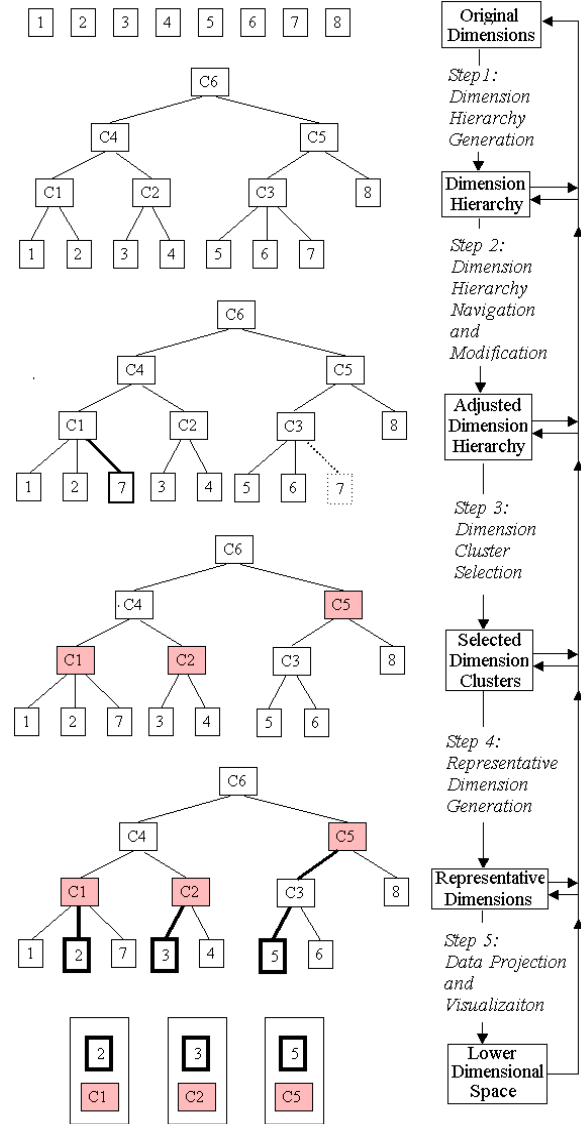 1 2 3 4 5 6 7 8
C6
C4 C5
C1 C2 C3 8
1 2 3 4 5 6 7
C6
C4 C5
C1 C2 C3 8
1 2 7 3 4 5 6 7
C6
C4 C5
C1 C2 C3 8
1 2 7 3 4 5 6
C6
C4 C5
C1 C2 C3 8
1 2 7 3 4 5 6
2 3 5
C1 C2 C5
Original
Dimensions
Step1:
Dimension
Hierarchy
Generation
Dimension
Hierarchy
Step 2:
Dimension
Hierarchy
Navigation
and
Modification
Adjusted
Dimension
Hierarchy
Step 3:
Dimension
Cluster
Selection
Selected
Dimension
Clusters
Step 4:
Representative
Dimension
Generation
Representative
Dimensions
Step 5:
Data Projection
and
Visualizaiton
Lower
Dimensional
Space